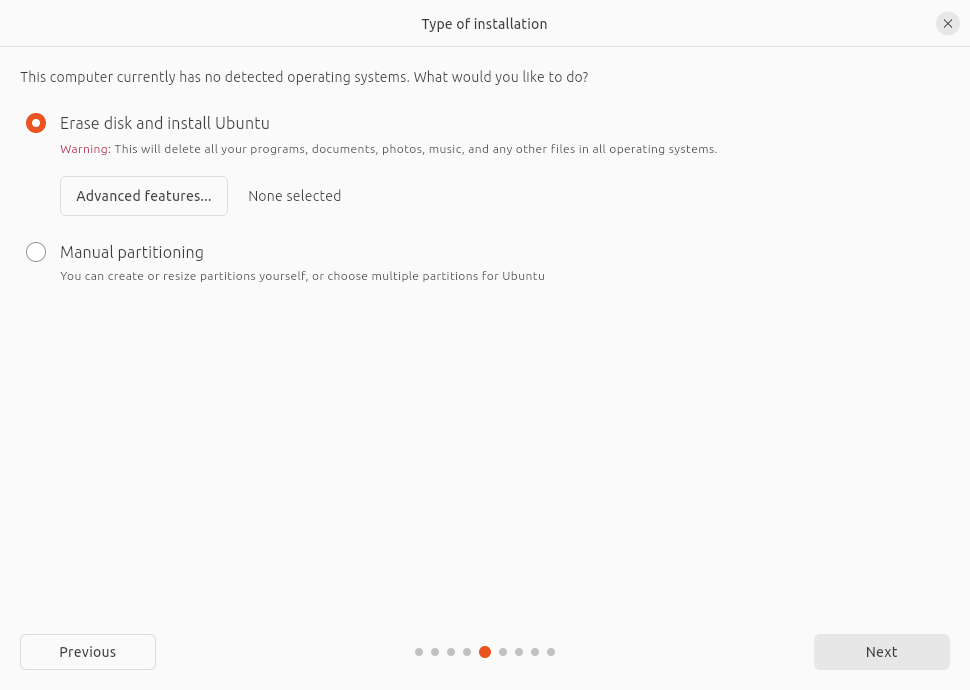 Type of installation
This computer currently has no detected operating systems. What would you like to do?
Erase disk and install Ubuntu
Warning: This will delete all your programs, documents, photos, music, and any other files in all operating systems.
Advanced features... None selected
Manual partitioning
You can create or resize partitions yourself, or choose multiple partitions for Ubuntu
Previous Next